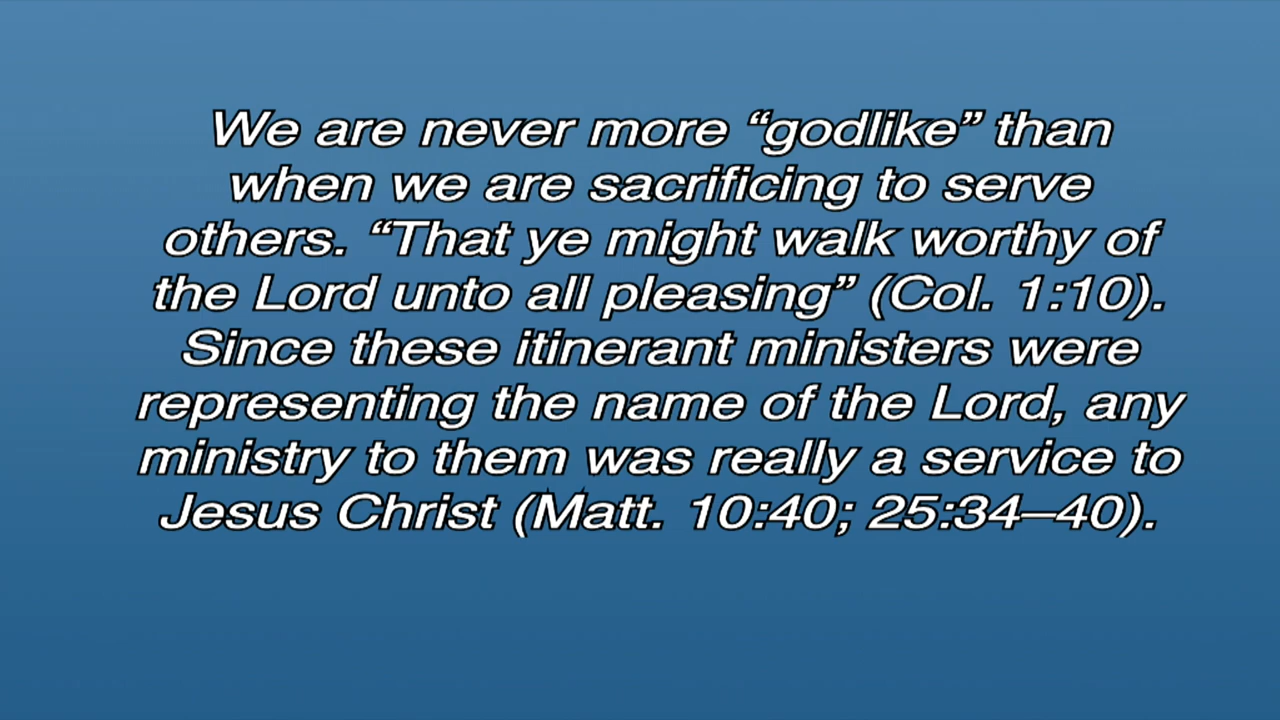 We are never more “godlike” than
when we are sacrificing to serve
others. “That ye might walk worthy of
the Lord unto all pleasing” (Col. 1:10).
Since these itinerant ministers were
representing the name of the Lord, any
ministry to them was really a service to
Jesus Christ (Matt. 10:40; 25:34–40).